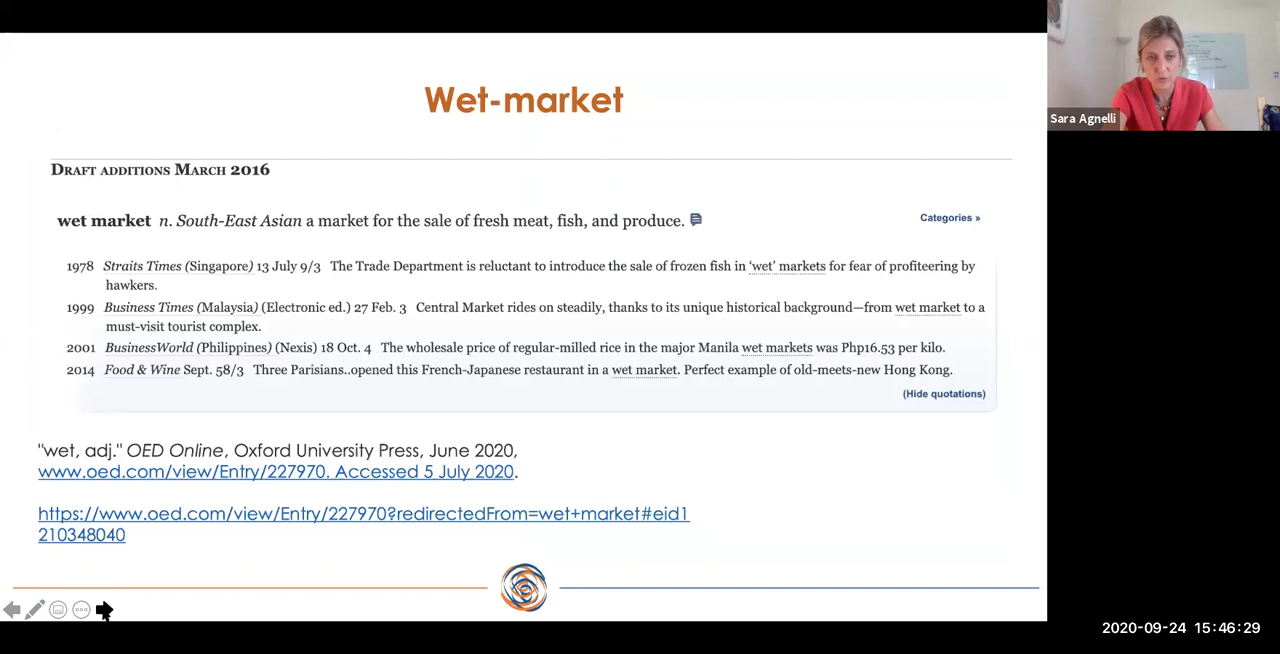 Wet-market
DRAFT ADDITIONS MARCH 2016
wet market n. South-East Asian a market for the sale of fresh meat, fish, and produce.
Categories »
1978 Straits Times (Singapore) 13 July 9/3 The Trade Department is reluctant to introduce the sale of frozen fish in ‘wet’ markets for fear of profiteering by
hawkers.
1999 Business Times (Malaysia) (Electronic ed.) 27 Feb. 3 Central Market rides on steadily, thanks to its unique historical background—from wet market to a
must-visit tourist complex.
2001 BusinessWorld (Philippines) (Nexis) 18 Oct. 4 The wholesale price of regular-milled rice in the major Manila wet markets was Php16.53 per kilo.
2014 Food & Wine Sept. 58/3 Three Parisians..opened this French-Japanese restaurant in a wet market. Perfect example of old-meets-new Hong Kong.
(Hide quotations)
"wet, adj." OED Online, Oxford University Press, June 2020,
www.oed.com/view/Entry/227970. Accessed 5 July 2020.
https://www.oed.com/view/Entry/227970?redirectedFrom=wet+market#eid1
210348040
Sara Agnelli
2020-09-24 15:46:29